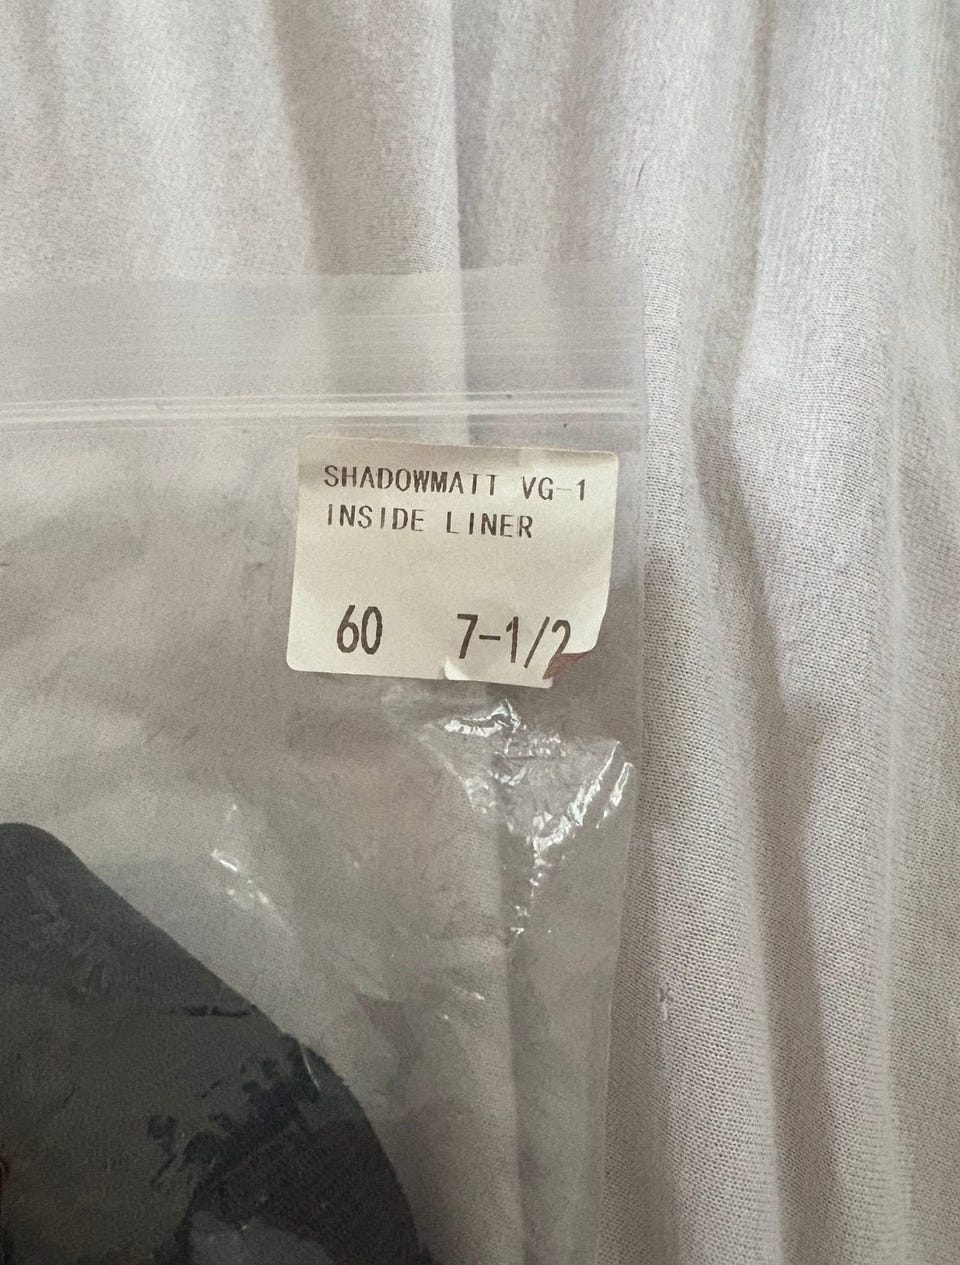 SHADOWMATT VG-1
INSIDE LINER
60 7-1/2